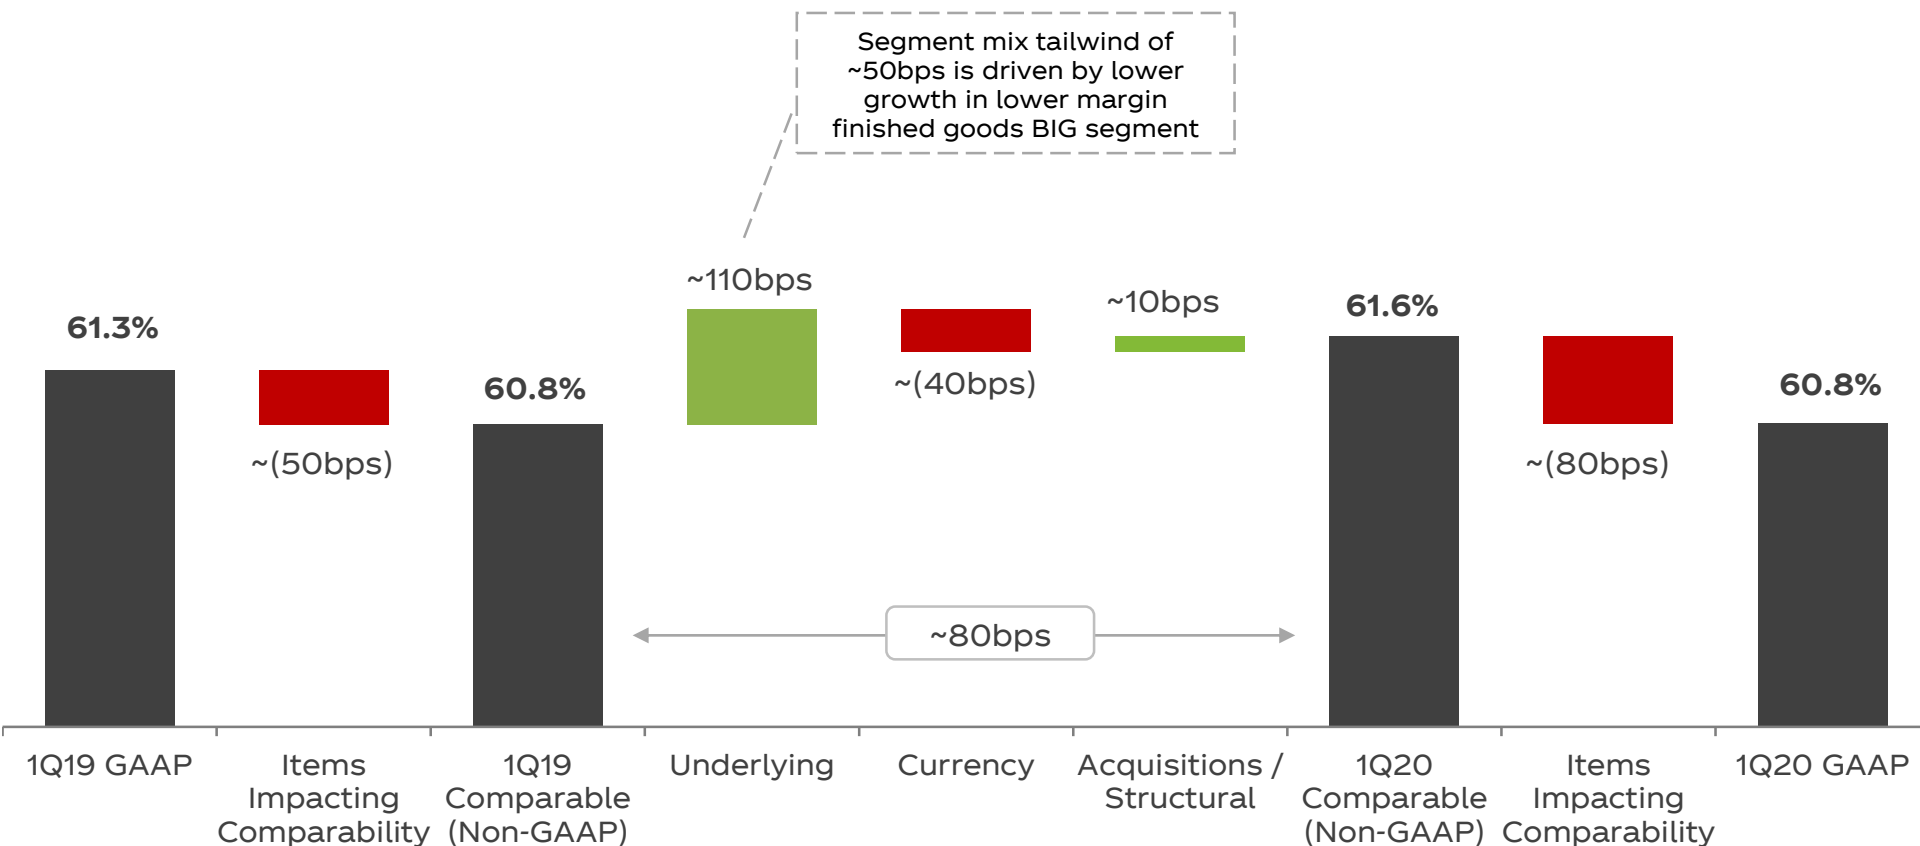 Segment mix tailwind of
~50bps is driven by lower
growth in lower margin
finished goods BIG segment
61.3%
~(50bps)
60.8%
~110bps
~(40bps)
~10bps
61.6%
~(80bps)
60.8%
~80bps
1Q19 GAAP
Items
Impacting
Comparability
1Q19
Comparable
(Non-GAAP)
Underlying
Currency
Acquisitions /
Structural
1Q20
Comparable
(Non-GAAP)
Items
Impacting
Comparability
1Q20 GAAP